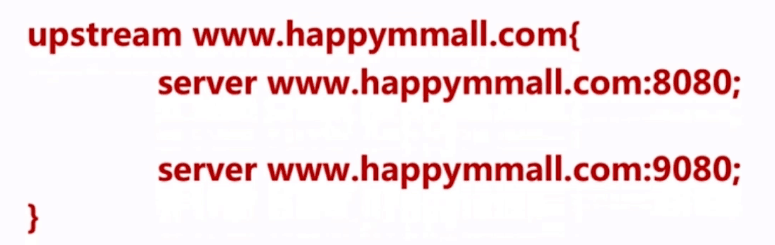 upstream www.happymmall.com{
server www.happymmall.com:8080;
server www.happymmall.com:9080;
}